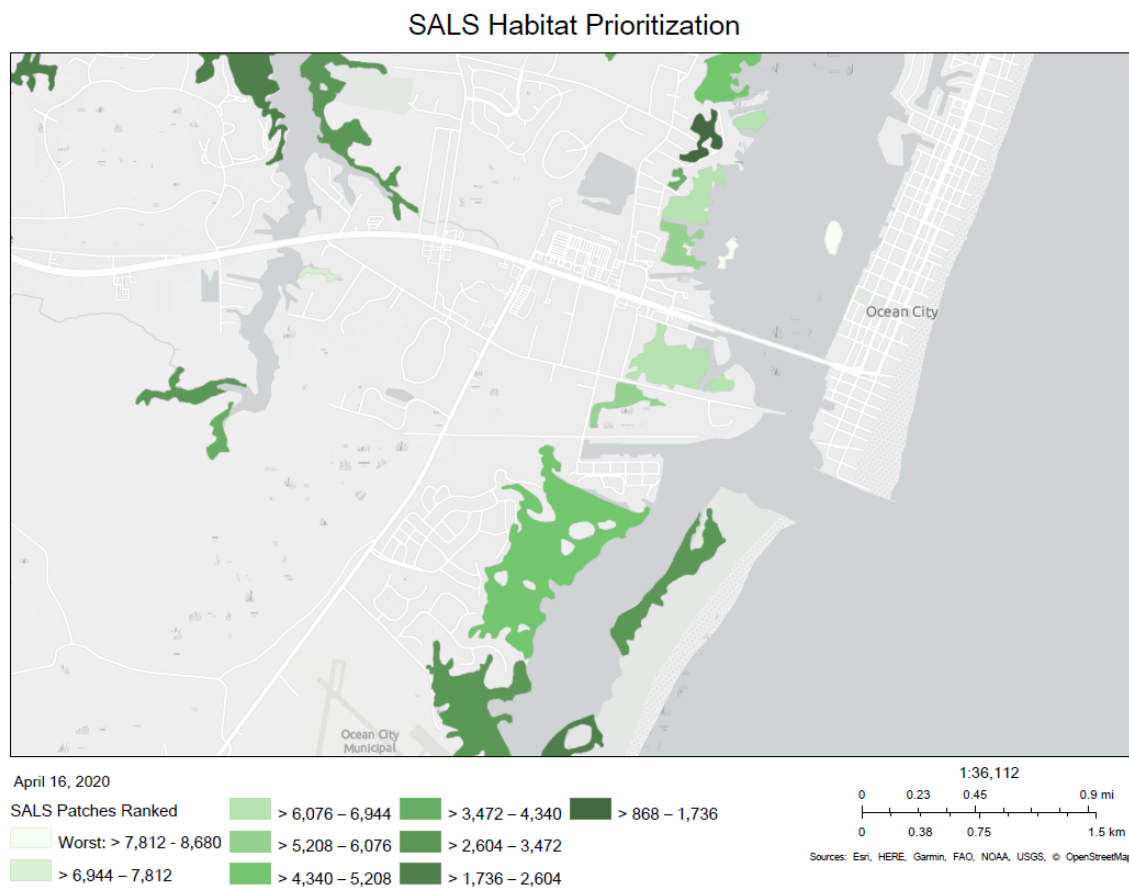 SALS Habitat Prioritization
Ocean City
Ocean City
Municipal
April 16, 2020
SALS Patches Ranked
Worst: > 7,812 - 8,680
> 6,944 – 7,812
> 6,076 – 6,944
> 5,208 – 6,076
> 4,340 – 5,208
> 3,472 – 4,340
> 2,604 – 3,472
> 1,736 – 2,604
> 868 – 1,736
1:36,112
0 0.23 0.45 0.9 mi
0 0.38 0.75 1.5 km
Sources: Esri, HERE, Garmin, FAO, NOAA, USGS, © OpenStreetMap